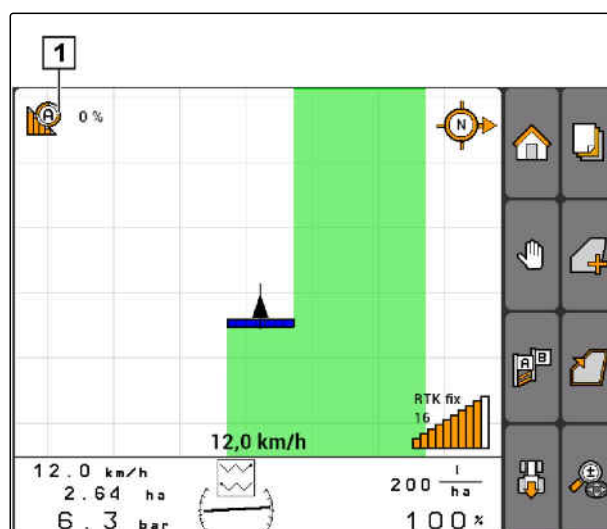 1
A 0 %
N
A B
RTK fix
16
12,0 km/h
12.0 km/h
2.64 ha
6.3 bar
200 l/ha
100 %